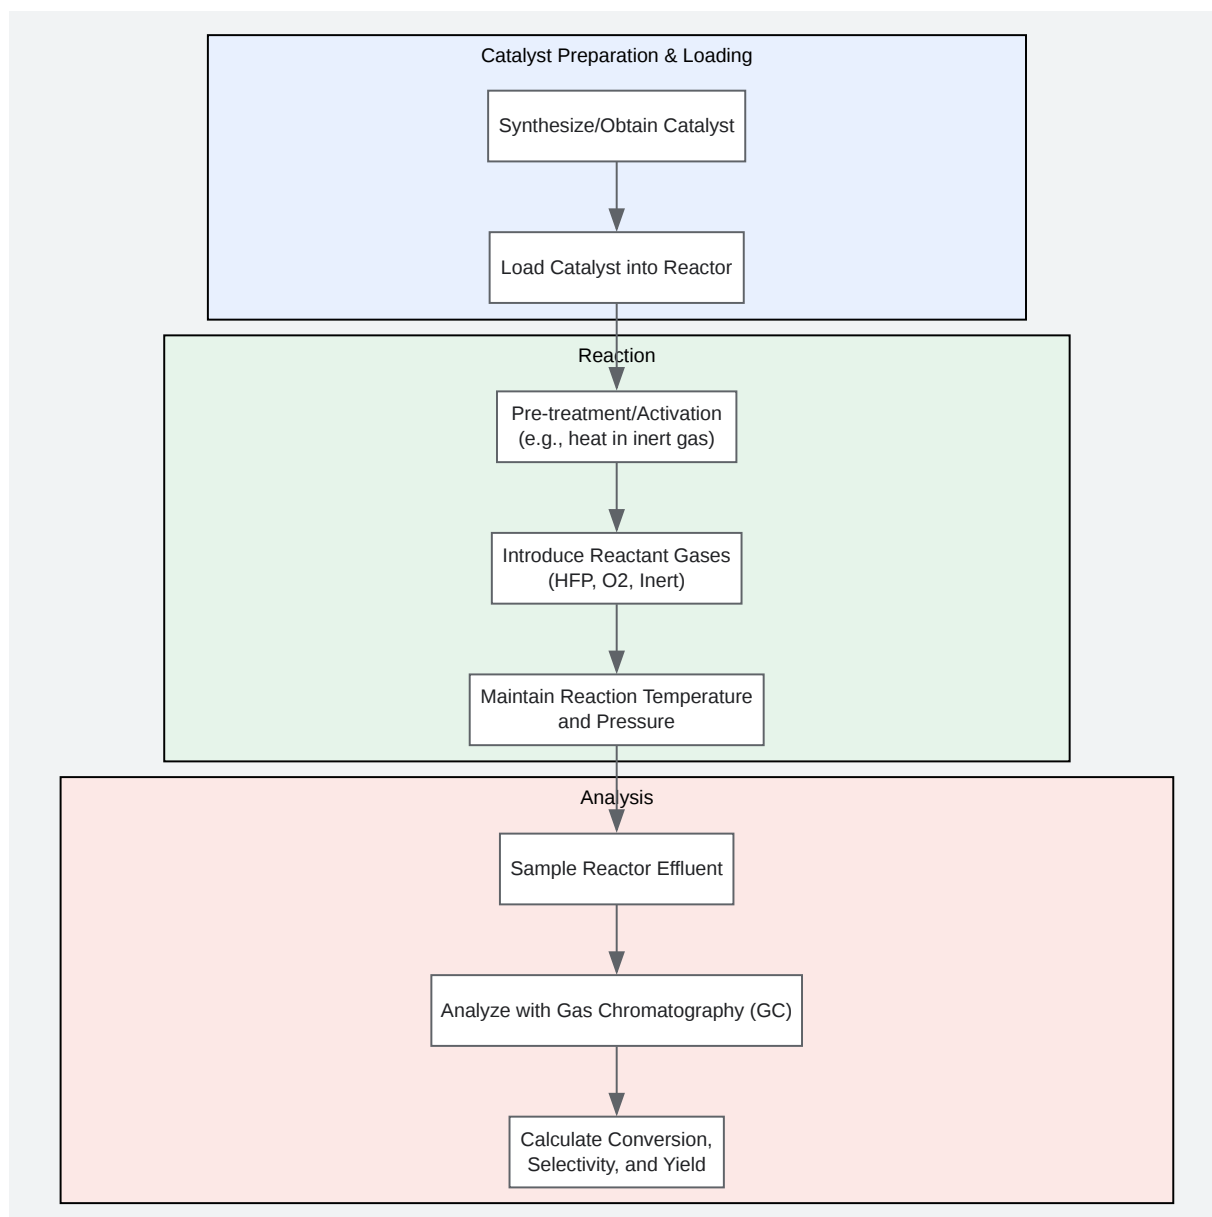 Catalyst Preparation & Loading
Synthesize/Obtain Catalyst
Load Catalyst into Reactor
Reaction
Pre-treatment/Activation
(e.g., heat in inert gas)
Introduce Reactant Gases
(HFP, O2, Inert)
Maintain Reaction Temperature
and Pressure
Analysis
Sample Reactor Effluent
Analyze with Gas Chromatography (GC)
Calculate Conversion,
Selectivity, and Yield